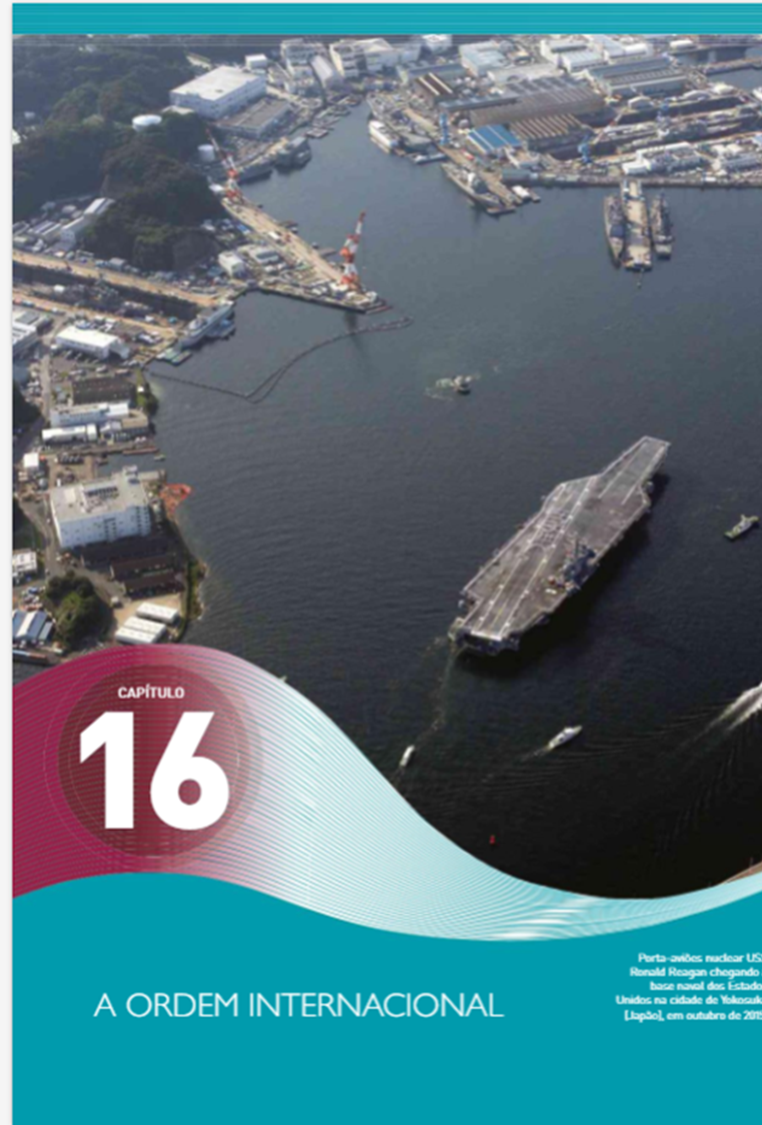 CAPÍTULO
16
A ORDEM INTERNACIONAL
Porta-aviões nuclear US
Ronald Reagan chegando
base naval dos Estado
Unidos na cidade de Yokosuk
(Japão), em outubro de 2015